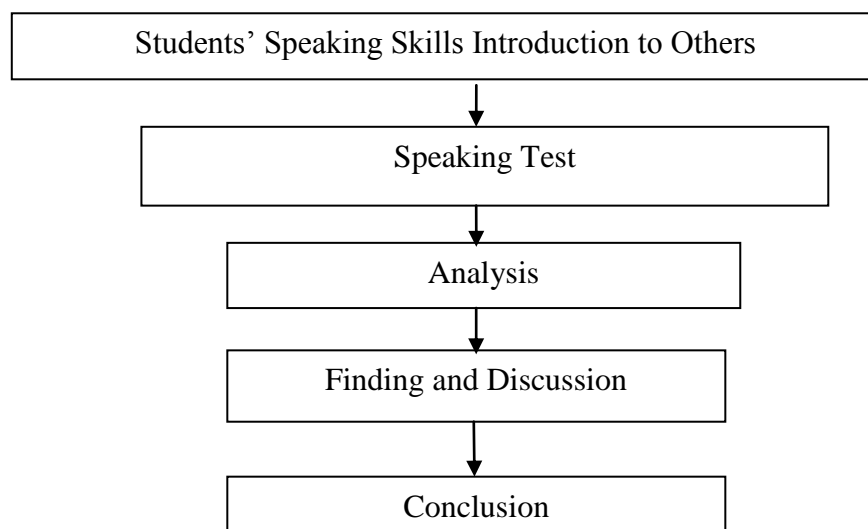 Students’ Speaking Skills Introduction to Others
Speaking Test
Analysis
Finding and Discussion
Conclusion